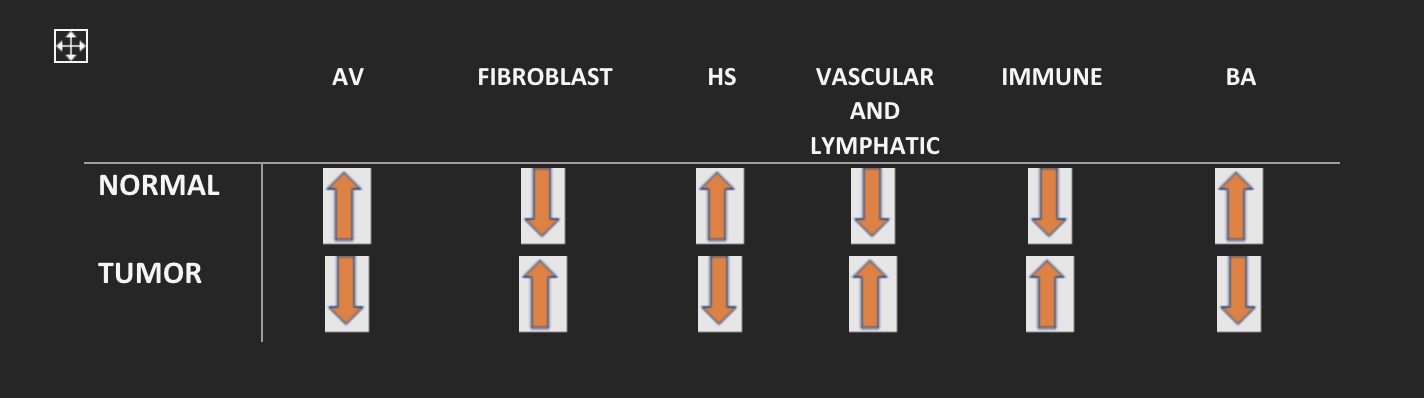 AV FIBROBLAST HS VASCULAR IMMUNE BA
AND
LYMPHATIC
NORMAL
TUMOR